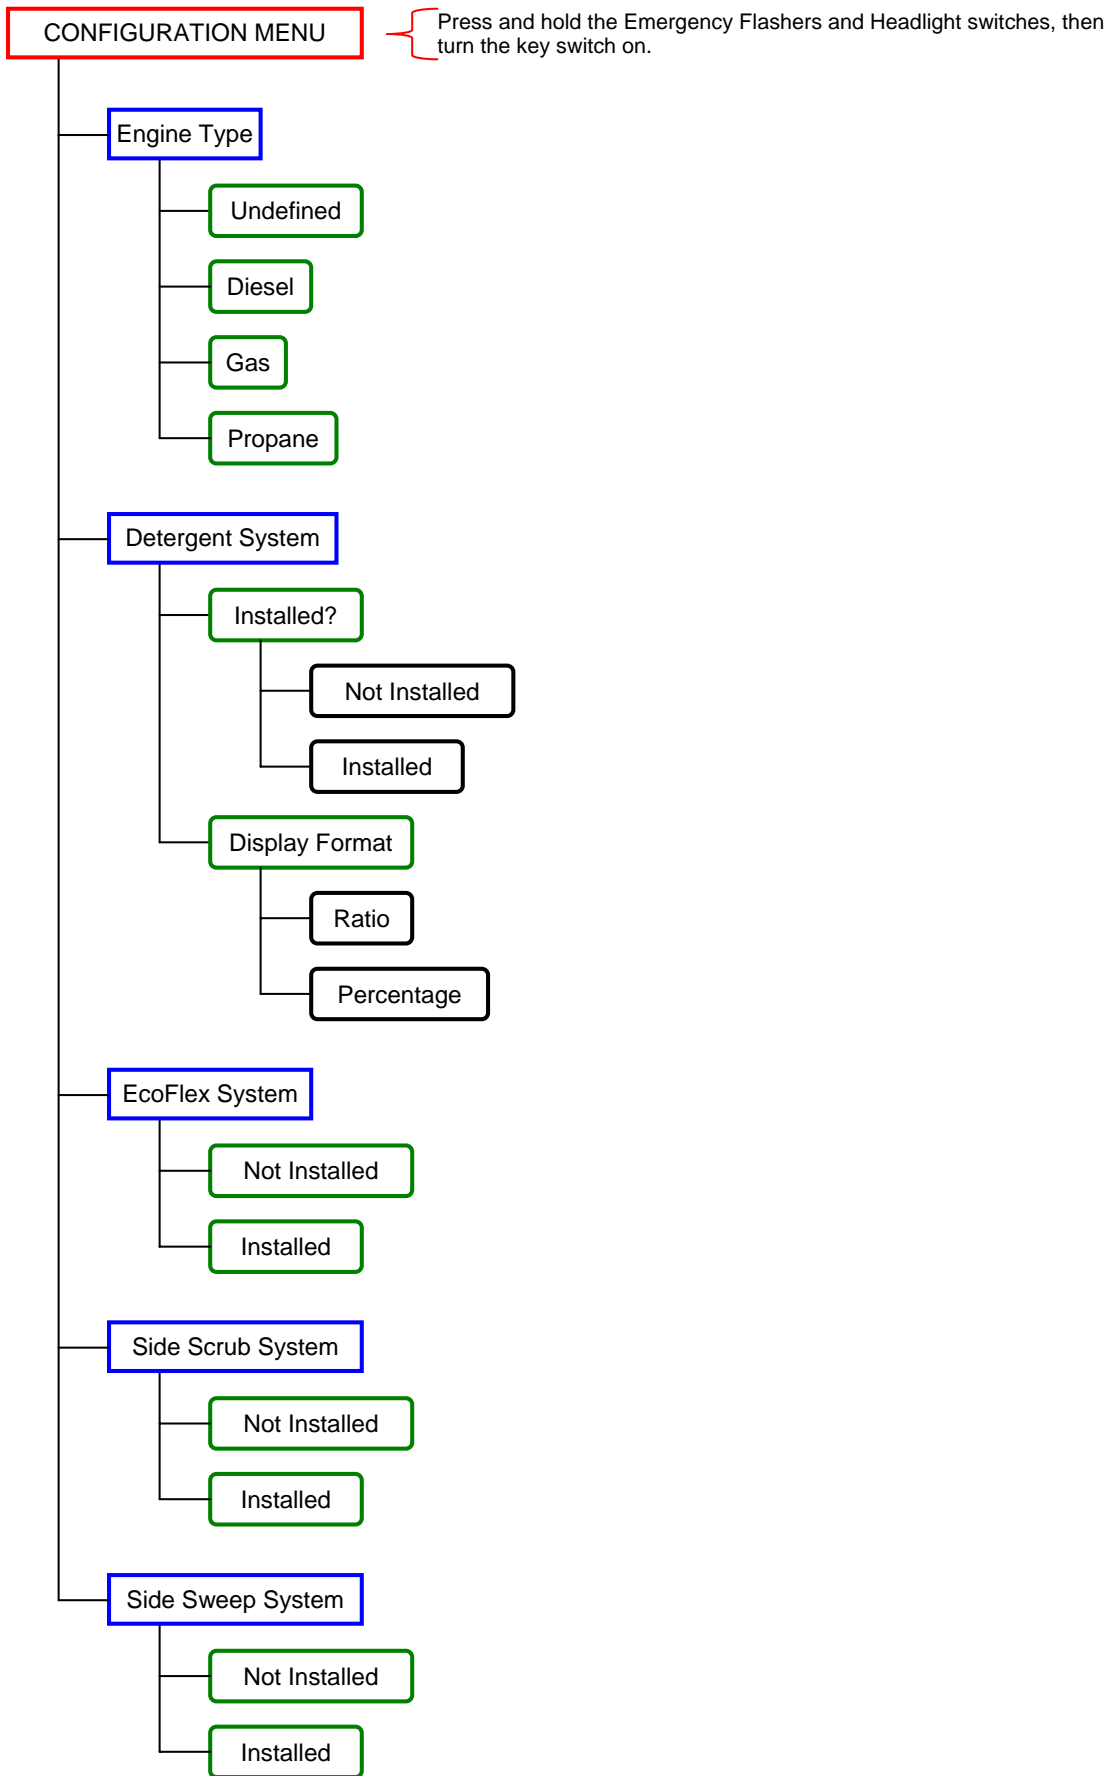 CONFIGURATION MENU
Press and hold the Emergency Flashers and Headlight switches, then
turn the key switch on.
Engine Type
Undefined
Diesel
Gas
Propane
Detergent System
Installed?
Not Installed
Installed
Display Format
Ratio
Percentage
EcoFlex System
Not Installed
Installed
Side Scrub System
Not Installed
Installed
Side Sweep System
Not Installed
Installed